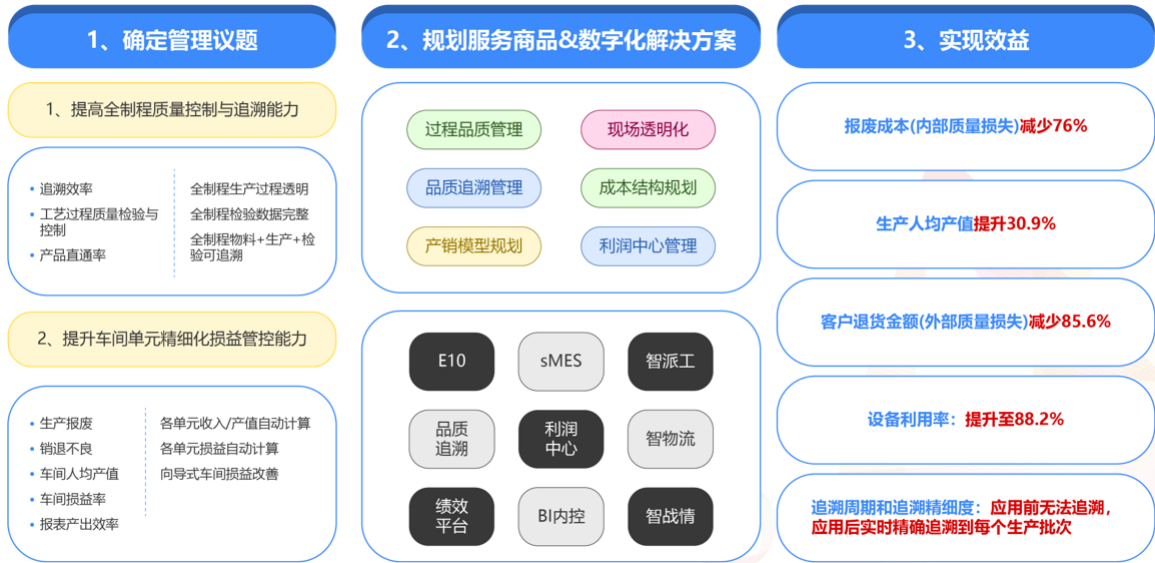 1、确定管理议题
1、提高全制程质量控制与追溯能力
• 追溯效率
• 工艺过程质量检验与
控制
• 产品直通率
全制程生产过程透明
全制程检验数据完整
全制程物料+生产+检
验可追溯
2、提升车间单元精细化损益管控能力
• 生产报废
• 销退不良
• 车间人均产值
• 车间损益率
• 报表产出效率
各单元收入/产值自动计算
各单元损益自动计算
向导式车间损益改善
2、规划服务商品&数字化解决方案
过程品质管理
现场透明化
品质追溯管理
成本结构规划
产销模型规划
利润中心管理
E10
sMES
智派工
品质
追溯
利润
中心
智物流
绩效
平台
BI内控
智战情
3、实现效益
报废成本(内部质量损失)减少76%
生产人均产值提升30.9%
客户退货金额(外部质量损失)减少85.6%
设备利用率：提升至88.2%
追溯周期和追溯精细度：应用前无法追溯，
应用后实时精确追溯到每个生产批次